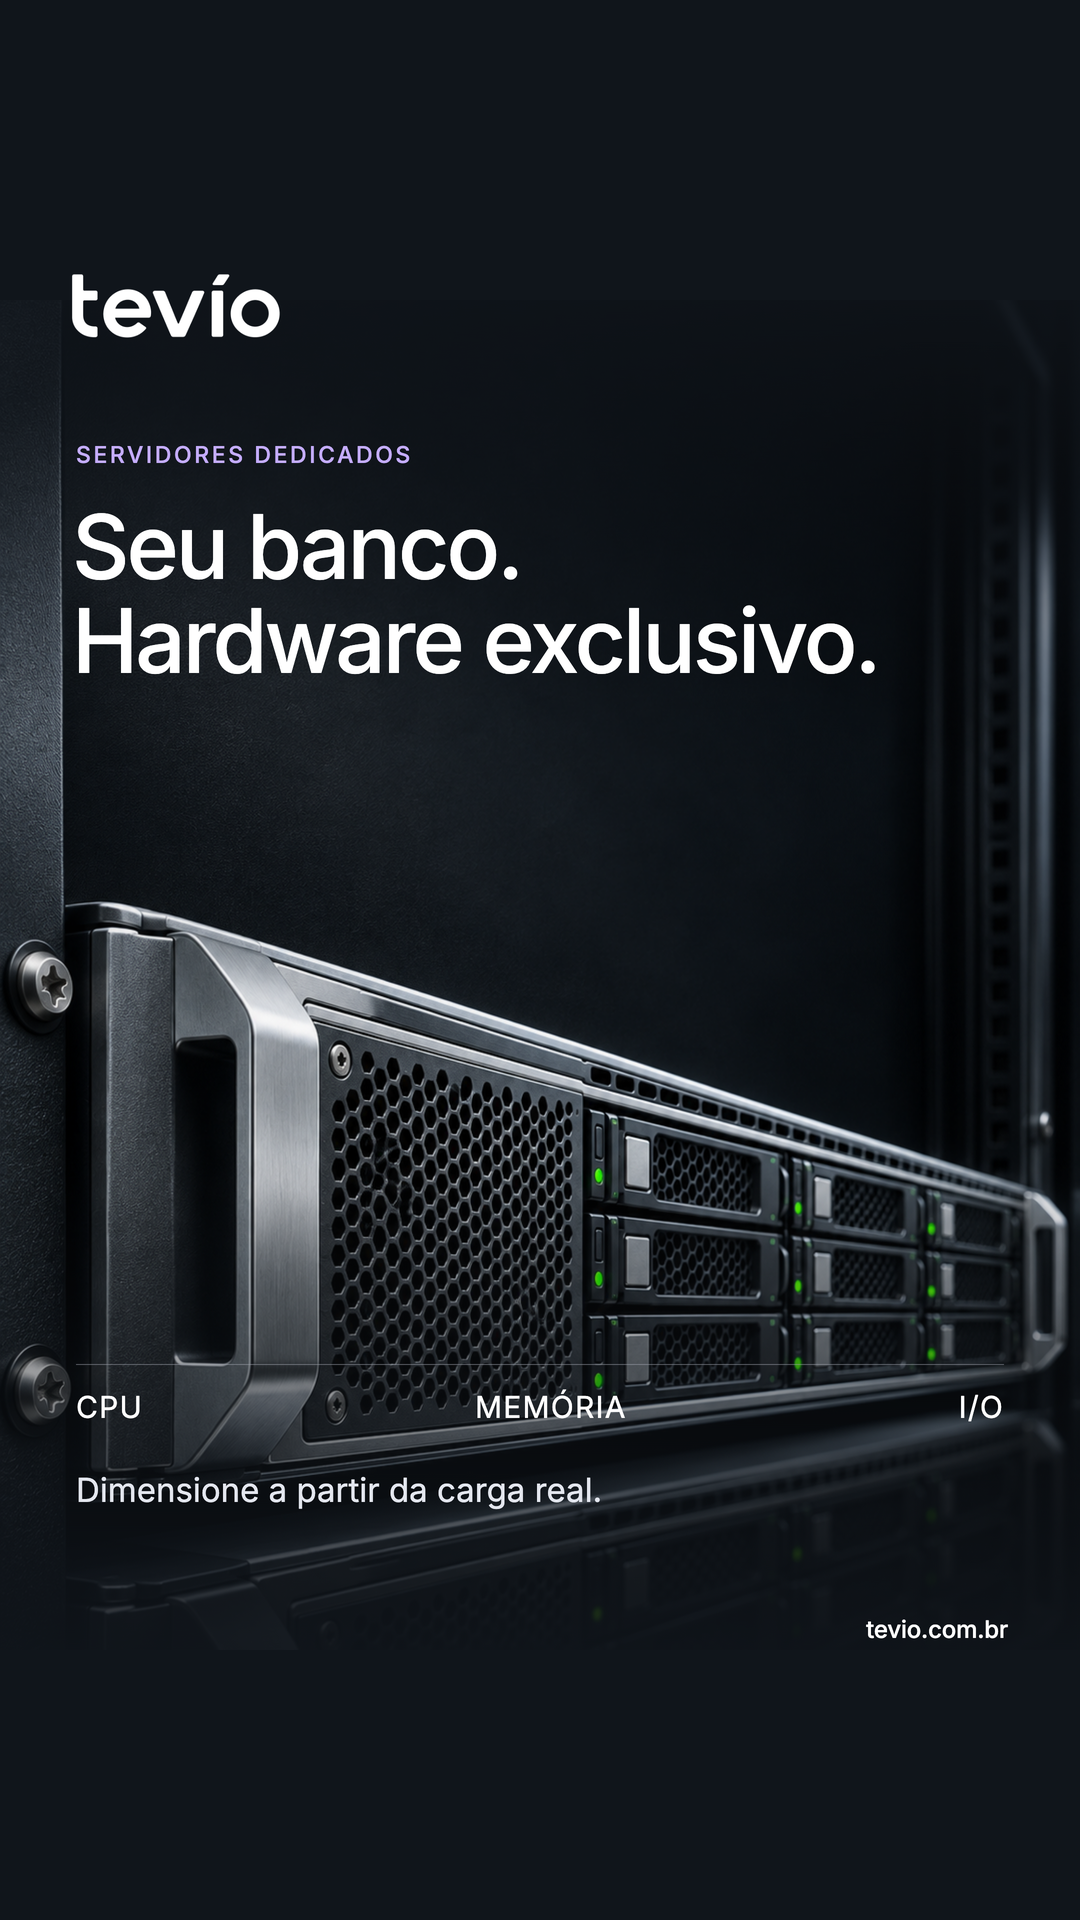 tevío
SERVIDORES DEDICADOS
Seu banco.
Hardware exclusivo.
CPU MEMÓRIA I/O
Dimensione a partir da carga real.
tevio.com.br